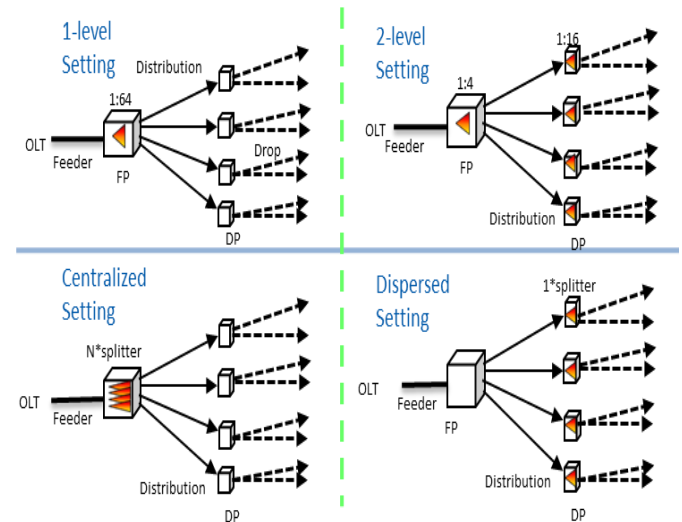 1-level
Setting
Distribution
1:64
OLT
Feeder
FP
Drop
DP
2-level
Setting
1:16
1:4
OLT
Feeder
FP
Distribution
DP
Centralized
Setting
N*splitter
OLT
Feeder
Distribution
DP
Dispersed
Setting
1*splitter
OLT
Feeder
FP
Distribution
DP